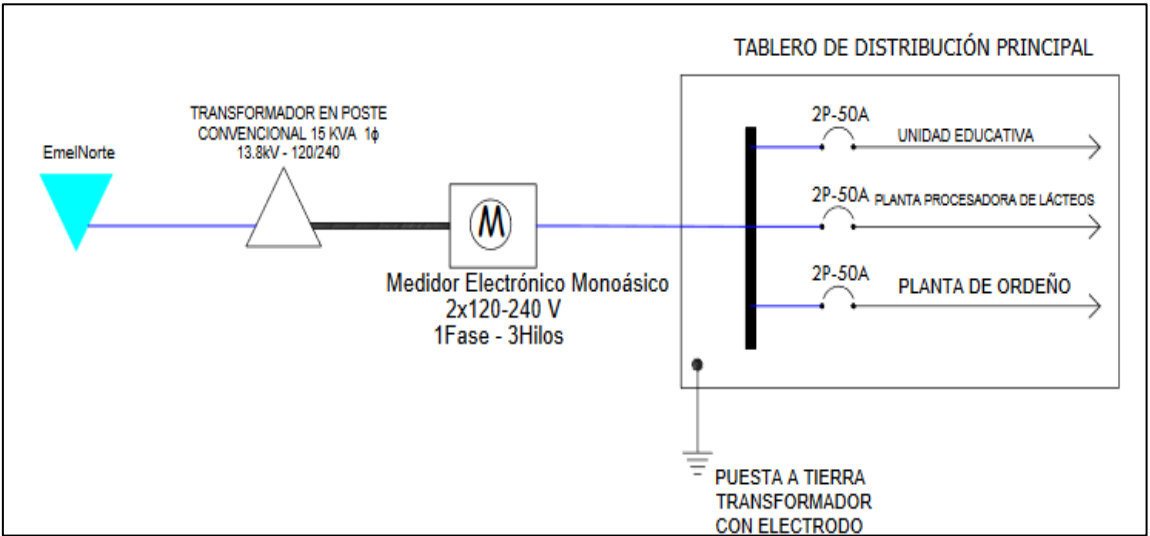 TABLERO DE DISTRIBUCIÓN PRINCIPAL
TRANSFORMADOR EN POSTE
CONVENCIONAL 15 KVA 1ϕ
13.8kV - 120/240
EmelNorte
2P-50A
UNIDAD EDUCATIVA
2P-50A
PLANTA PROCESADORA DE LÁCTEOS
M
Medidor Electrónico Monoásico
2x120-240 V
1Fase - 3Hilos
2P-50A
PLANTA DE ORDEÑO
PUESTA A TIERRA
TRANSFORMADOR
CON ELECTRODO